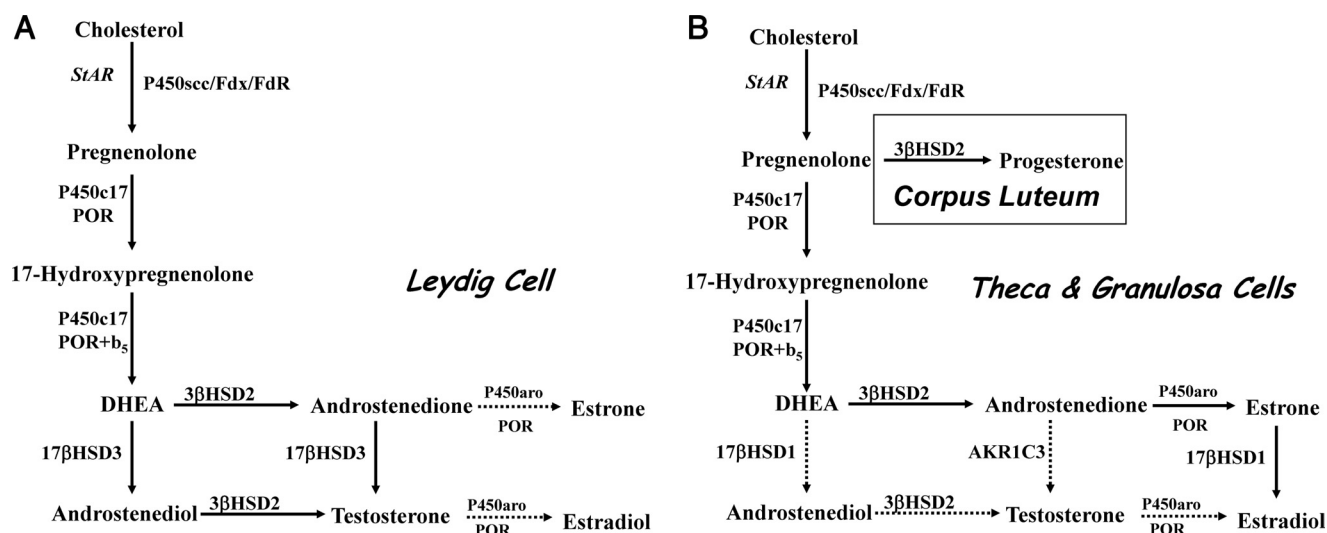 A
Cholesterol
StAR
P450scc/Fdx/FdR
Pregnenolone
P450c17
POR
17-Hydroxypregnenolone
Leydig Cell
P450c17
POR+b₅
DHEA
3βHSD2
Androstenedione
P450aro
POR
Estrone
17βHSD3
17βHSD3
Androstenediol
3βHSD2
Testosterone
P450aro
POR
Estradiol
B
Cholesterol
StAR
P450scc/Fdx/FdR
Pregnenolone
3βHSD2
Progesterone
Corpus Luteum
P450c17
POR
17-Hydroxypregnenolone
Theca & Granulosa Cells
P450c17
POR+b₅
DHEA
3βHSD2
Androstenedione
P450aro
POR
Estrone
17βHSD1
AKR1C3
17βHSD1
Androstenediol
3βHSD2
Testosterone
P450aro
POR
Estradiol